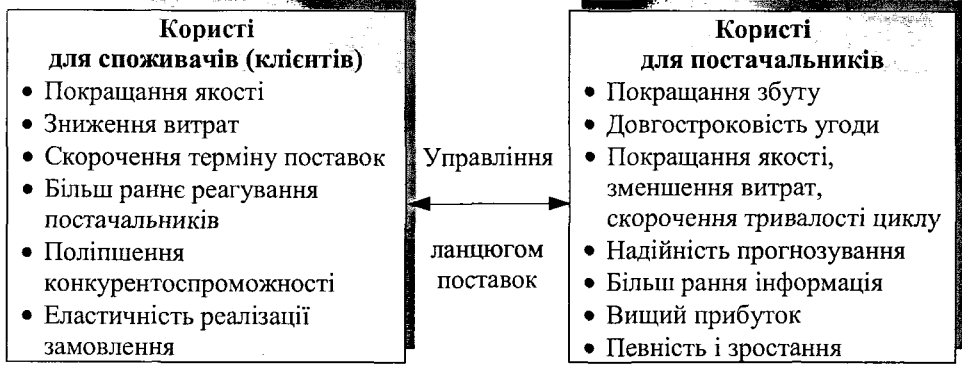 Користі
для споживачів (клієнтів)
• Покращання якості
• Зниження витрат
• Скорочення терміну поставок
• Більш раннє реагування
постачальників
• Поліпшення
конкурентоспроможності
• Еластичність реалізації
замовлення
Управління
ланцюгом
поставок
Користі
для постачальників
• Покращання збуту
• Довгостроковість угоди
• Покращання якості,
зменшення витрат,
скорочення тривалості циклу
• Надійність прогнозування
• Більш рання інформація
• Вищий прибуток
• Певність і зростання